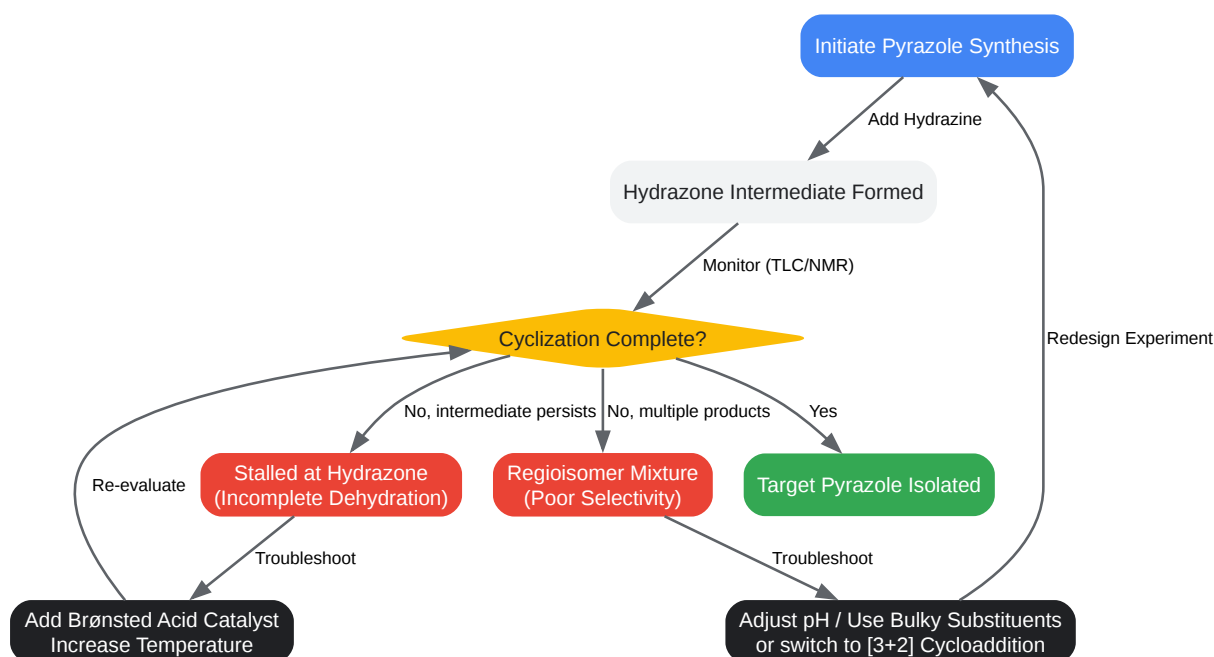 Initiate Pyrazole Synthesis
Add Hydrazine
Hydrazone Intermediate Formed
Monitor (TLC/NMR)
Cyclization Complete?
Redesign Experiment
No, intermediate persists
No, multiple products
Yes
Re-evaluate
Stalled at Hydrazone
(Incomplete Dehydration)
Regioisomer Mixture
(Poor Selectivity)
Target Pyrazole Isolated
Troubleshoot
Troubleshoot
Add Brønsted Acid Catalyst
Increase Temperature
Adjust pH / Use Bulky Substituents
or switch to [3+2] Cycloaddition